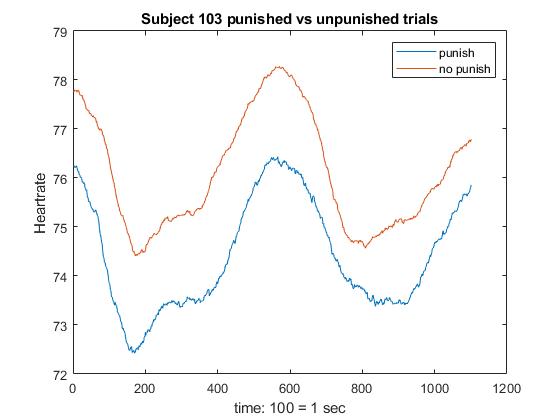 Subject 103 punished vs unpunished trials
79
78
77
76
75
74
73
72
Heartrate
punish
no punish
0 200 400 600 800 1000 1200
time: 100 = 1 sec